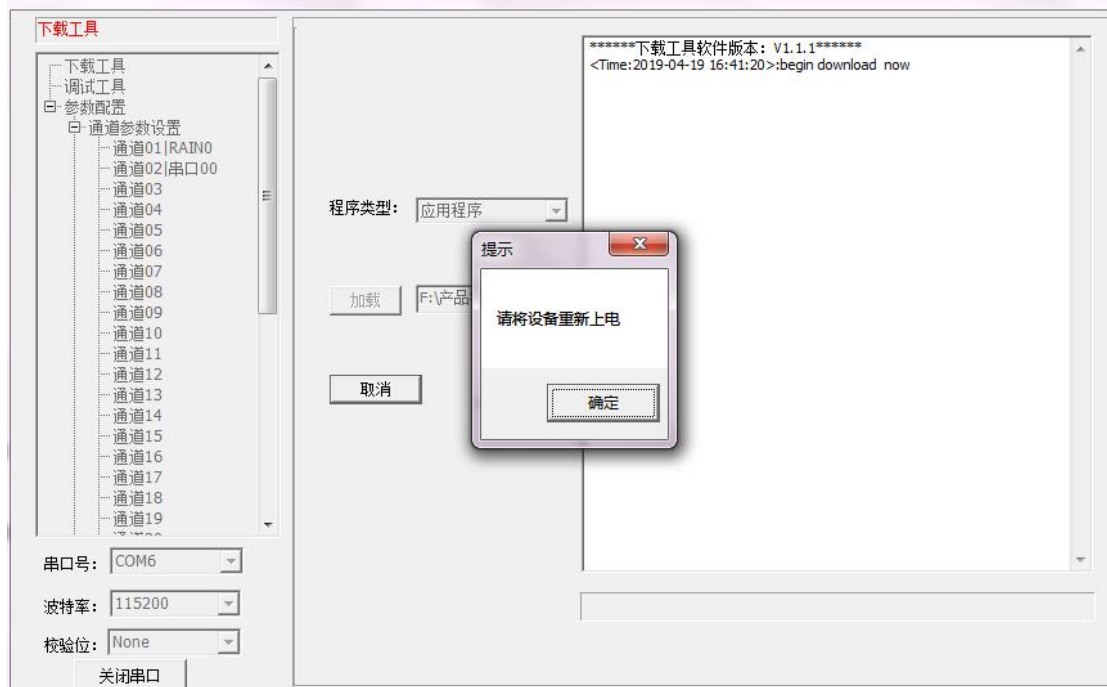 下载工具
下载工具
调试工具
参数配置
通道参数设置
通道01|RAIN0
通道02|串口00
通道03
通道04
通道05
通道06
通道07
通道08
通道09
通道10
通道11
通道12
通道13
通道14
通道15
通道16
通道17
通道18
通道19
串口号：
COM6
波特率：
115200
校验位：
None
关闭串口
程序类型：
应用程序
加载
F:\产品
取消
******下载工具软件版本：V1.1.1******
<Time:2019-04-19 16:41:20>:begin download now
提示
请将设备重新上电
确定